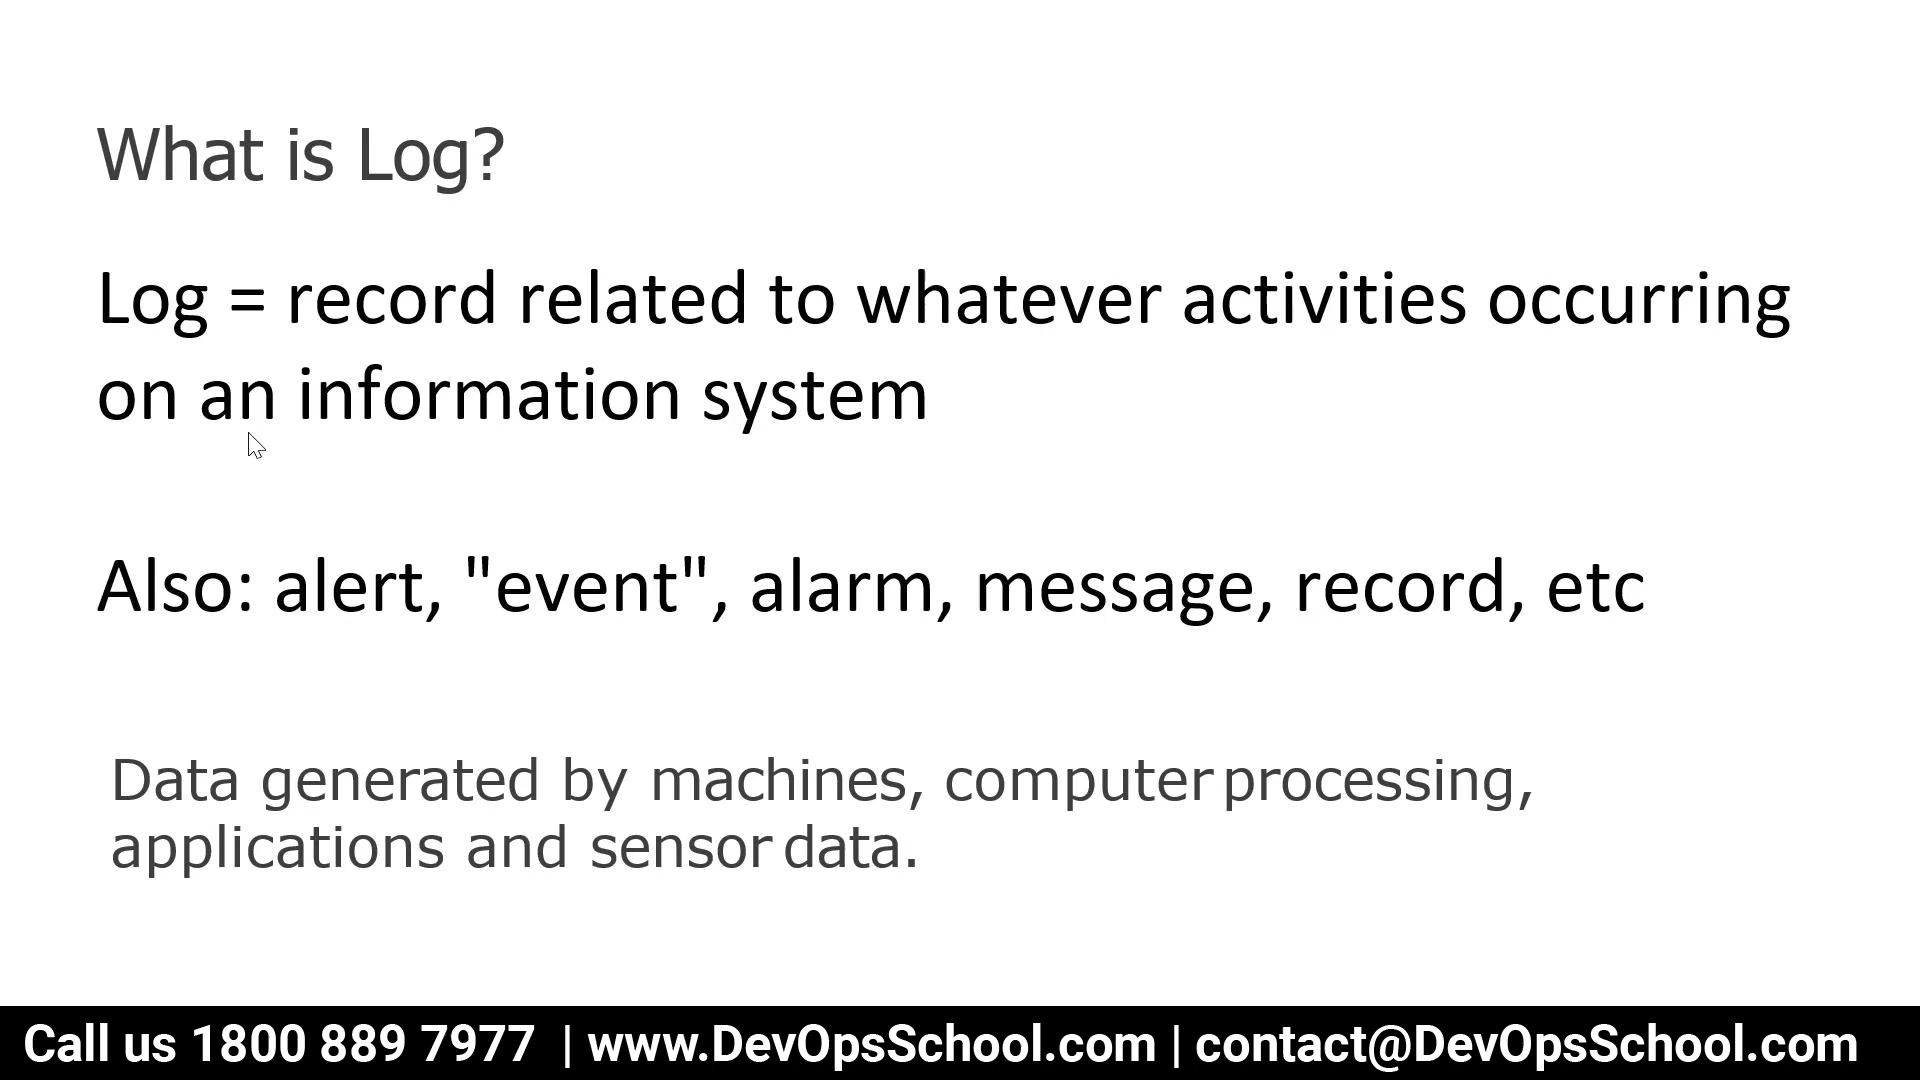 What is Log?
Log = record related to whatever activities occurring
on an information system
Also: alert, "event", alarm, message, record, etc
Data generated by machines, computer processing,
applications and sensor data.
Call us 1800 889 7977 | www.DevOpsSchool.com | contact@DevOpsSchool.com